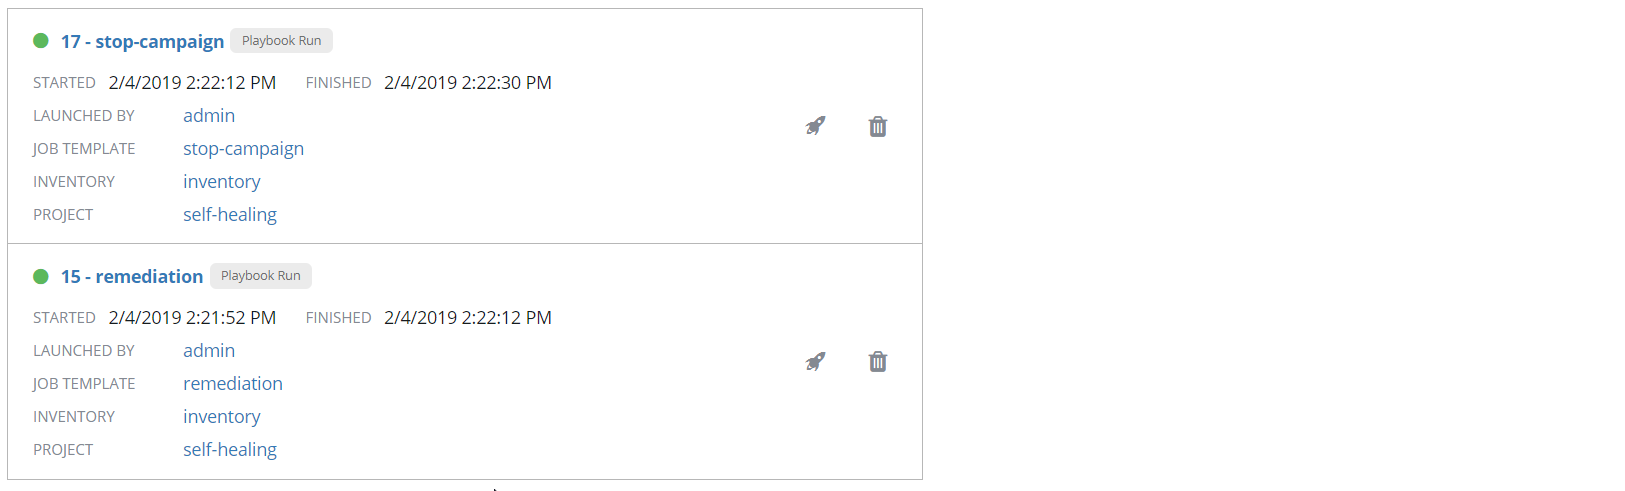 17 - stop-campaign Playbook Run
STARTED 2/4/2019 2:22:12 PM FINISHED 2/4/2019 2:22:30 PM
LAUNCHED BY admin
JOB TEMPLATE stop-campaign
INVENTORY inventory
PROJECT self-healing
15 - remediation Playbook Run
STARTED 2/4/2019 2:21:52 PM FINISHED 2/4/2019 2:22:12 PM
LAUNCHED BY admin
JOB TEMPLATE remediation
INVENTORY inventory
PROJECT self-healing